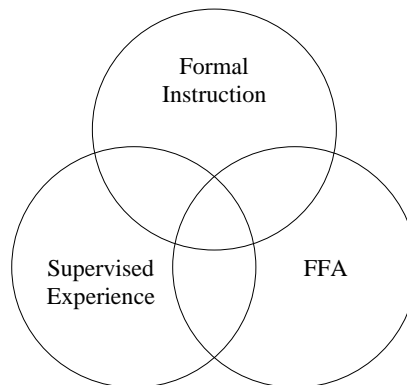 Formal
Instruction
Supervised
Experience
FFA